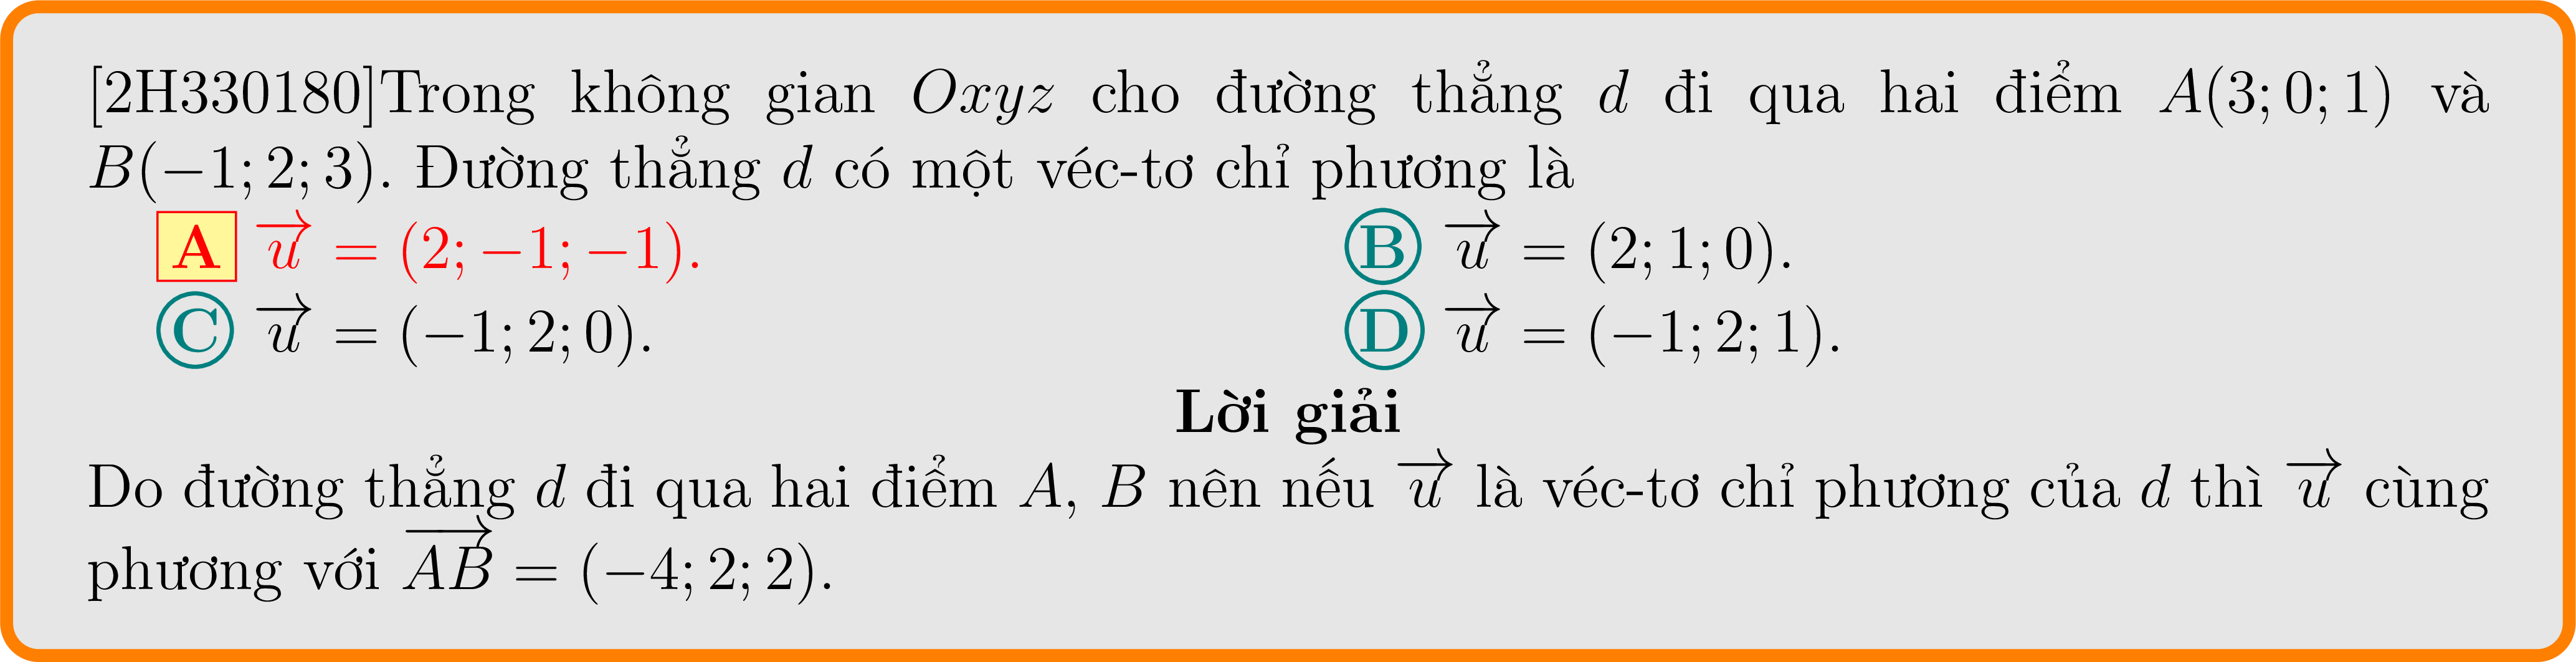 [2H330180]Trong không gian Oxyz cho đường thẳng d đi qua hai điểm A(3; 0; 1) và
B(−1; 2; 3). Đường thẳng d có một véc-tơ chỉ phương là
A $\overrightarrow{u}$ = (2; −1; −1). B $\overrightarrow{u}$ = (2; 1; 0).
C $\overrightarrow{u}$ = (−1; 2; 0). D $\overrightarrow{u}$ = (−1; 2; 1).
Lời giải
Do đường thẳng d đi qua hai điểm A, B nên nếu $\overrightarrow{u}$ là véc-tơ chỉ phương của d thì $\overrightarrow{u}$ cùng
phương với $\overrightarrow{AB}$ = (−4; 2; 2).